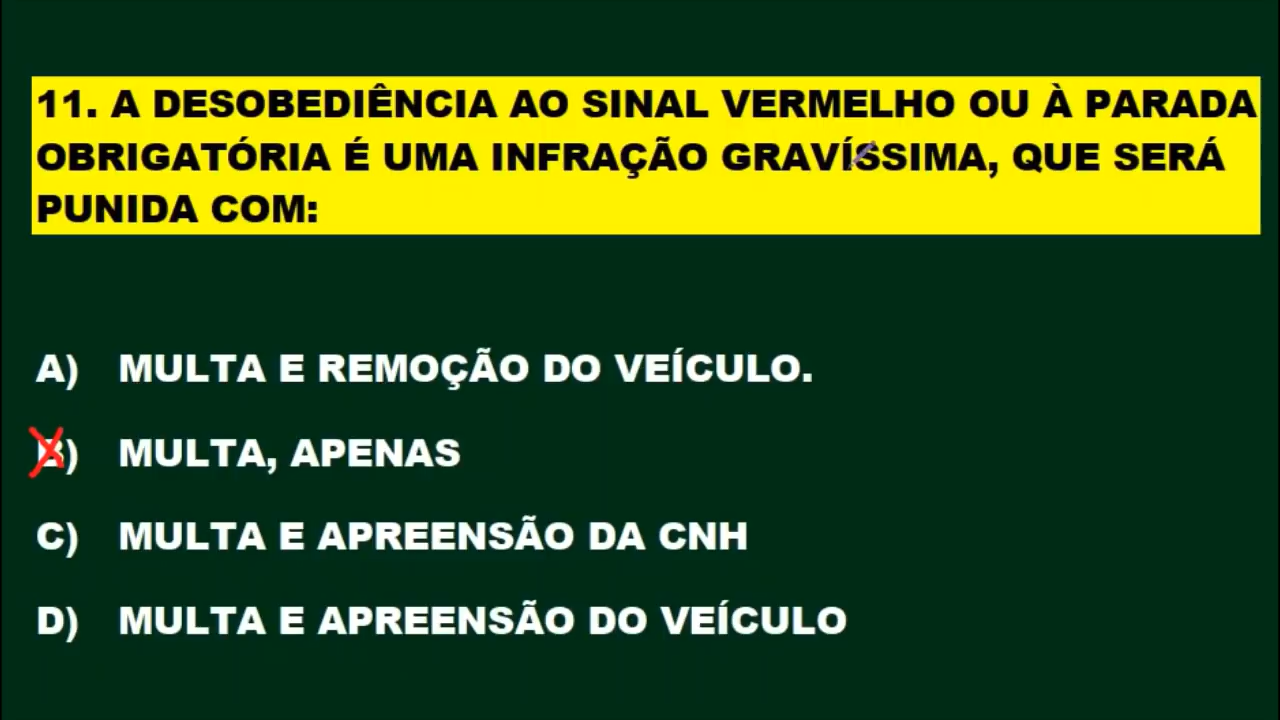 11. A DESOBEDIÊNCIA AO SINAL VERMELHO OU À PARADA
OBRIGATÓRIA É UMA INFRAÇÃO GRAVÍSSIMA, QUE SERÁ
PUNIDA COM:
A) MULTA E REMOÇÃO DO VEÍCULO.
B) MULTA, APENAS
C) MULTA E APREENSÃO DA CNH
D) MULTA E APREENSÃO DO VEÍCULO